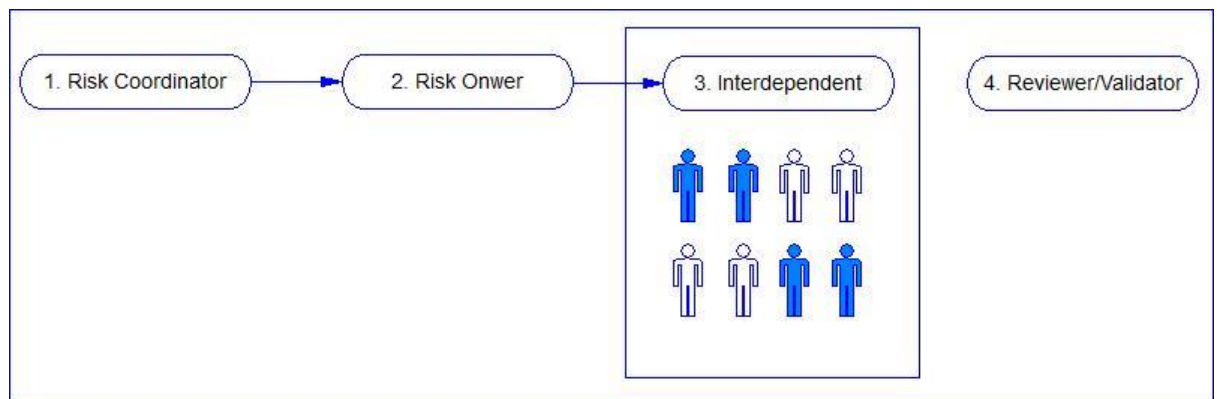 1. Risk Coordinator
2. Risk Onwer
3. Interdependent
4. Reviewer/Validator